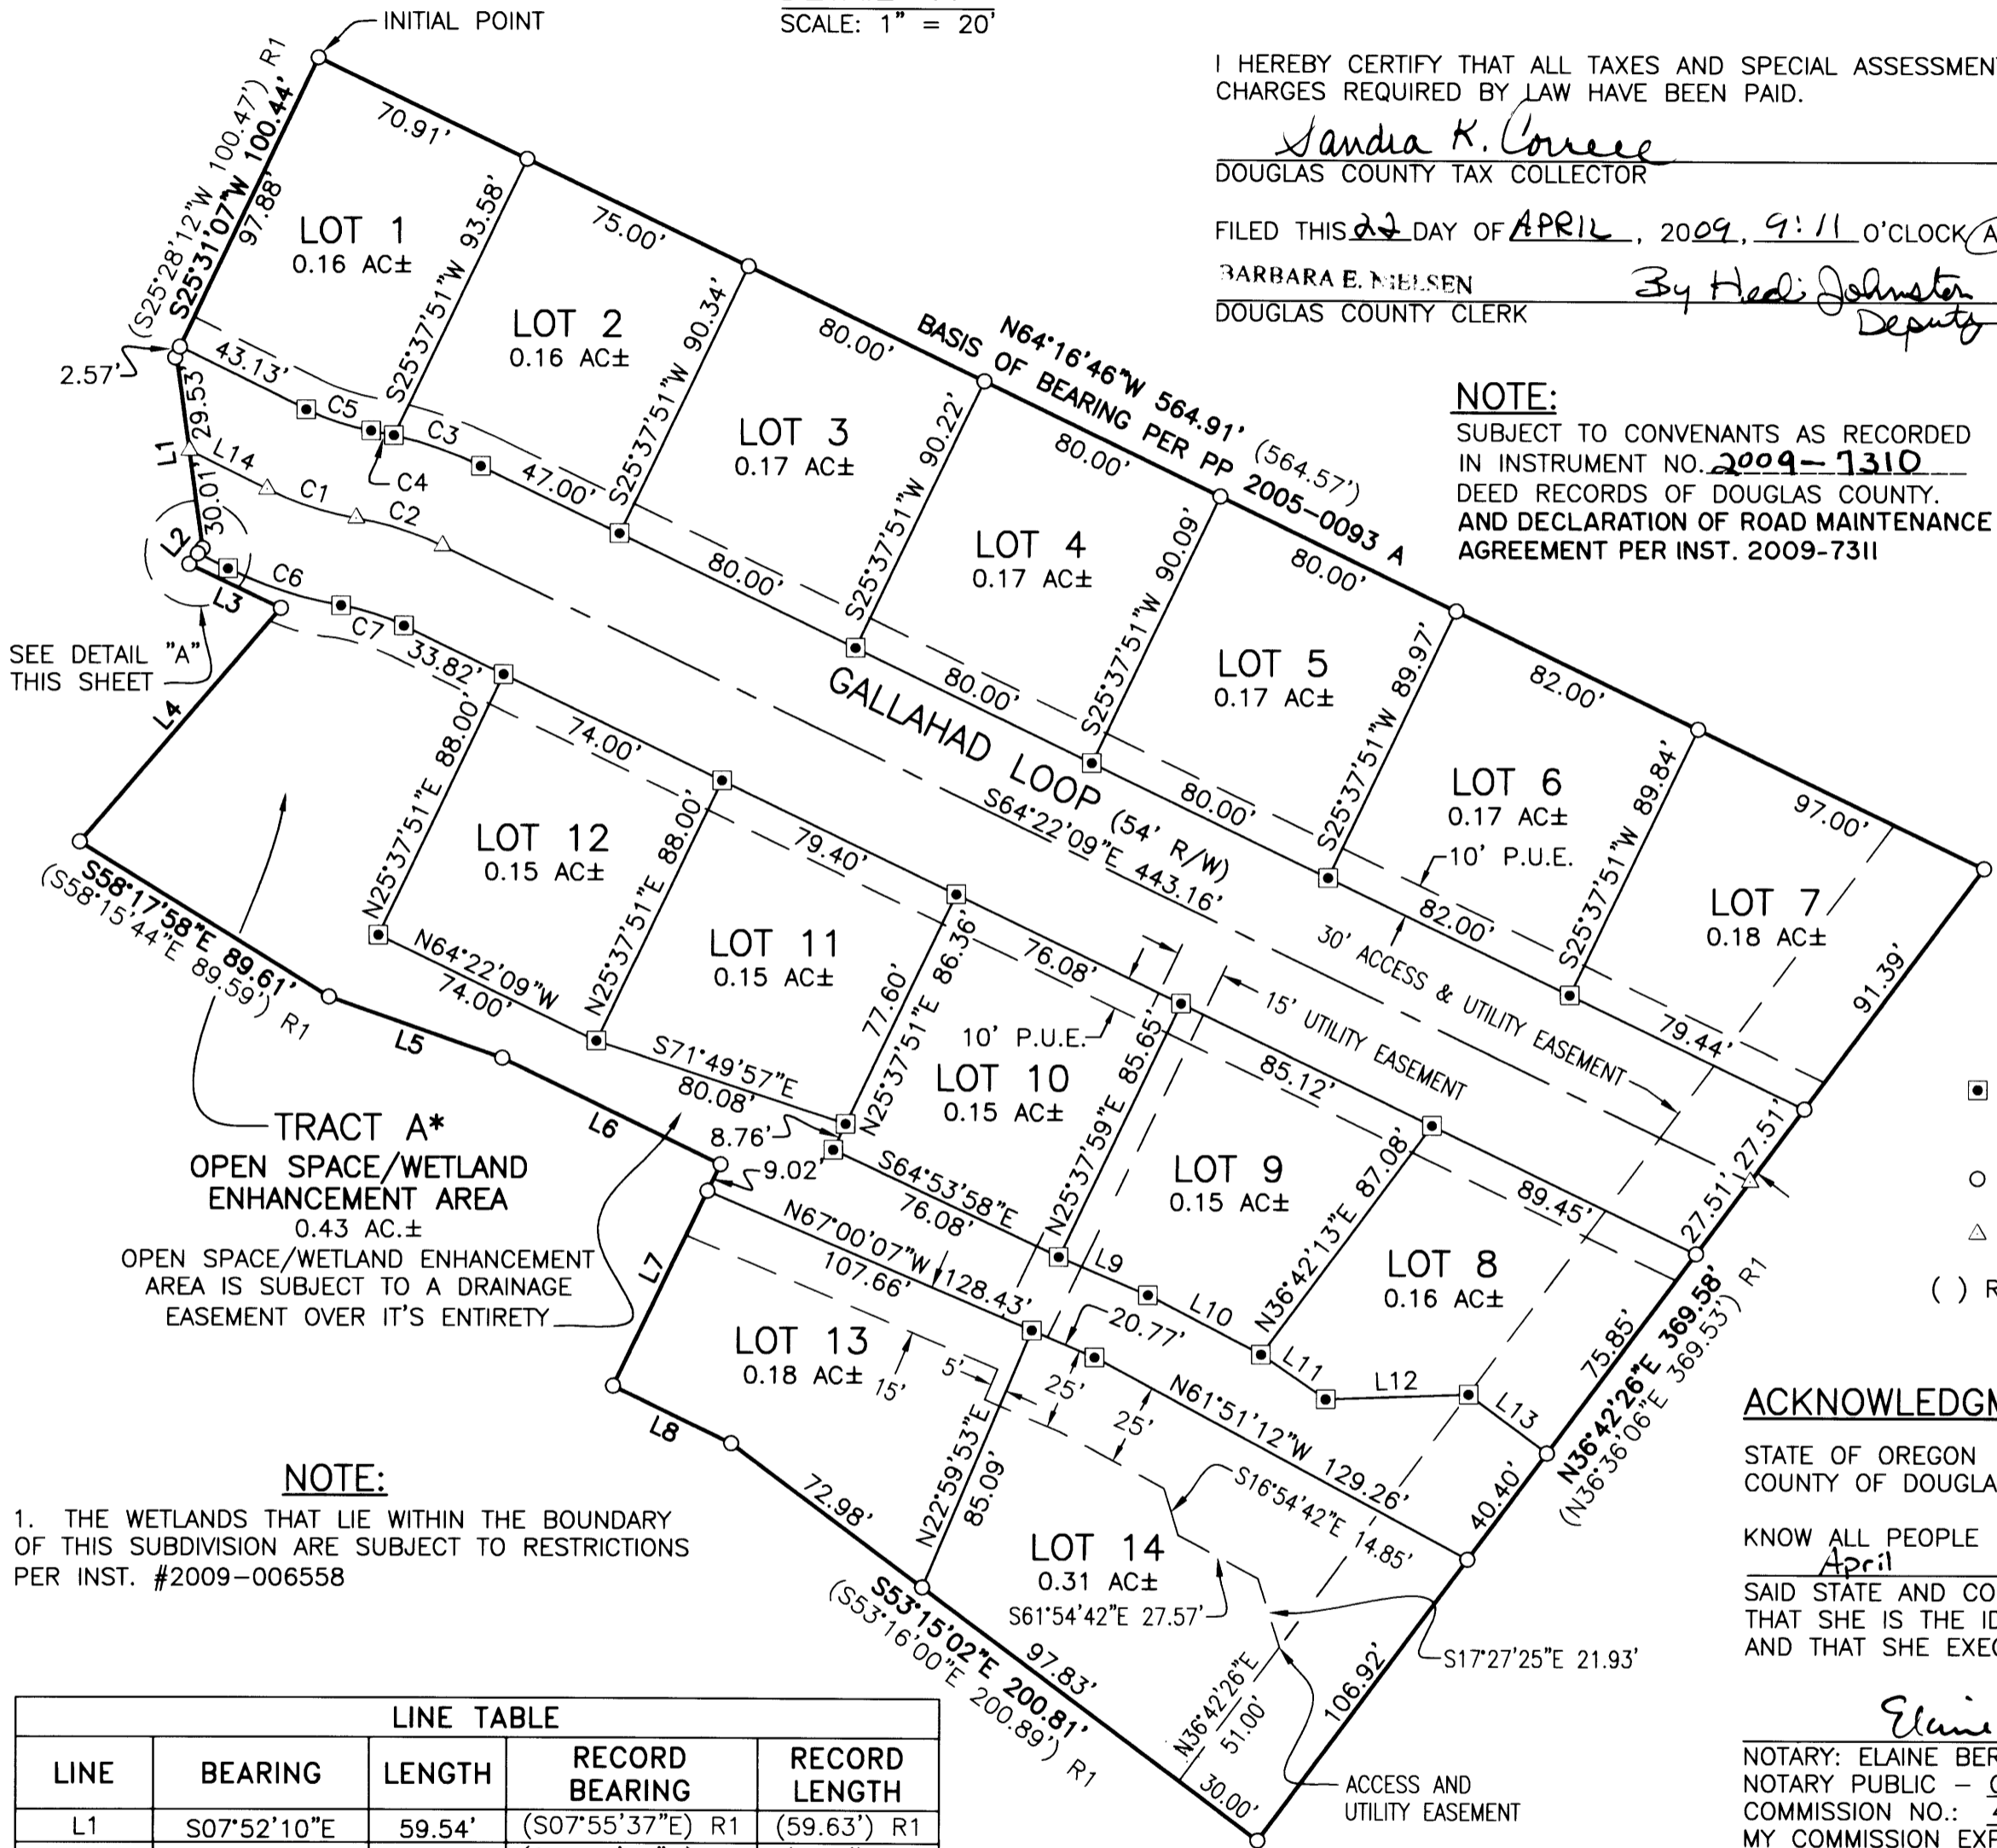 SCALE: 1" = 20'
INITIAL POINT
I HEREBY CERTIFY THAT ALL TAXES AND SPECIAL ASSESSMENT
CHARGES REQUIRED BY LAW HAVE BEEN PAID.
Sandra K. Correll
DOUGLAS COUNTY TAX COLLECTOR
FILED THIS 22 DAY OF APRIL, 2009, 9:11 O'CLOCK A
BARBARA E. NIELSEN By Hedi Johnston
Deputy
DOUGLAS COUNTY CLERK
NOTE:
SUBJECT TO CONVENANTS AS RECORDED
IN INSTRUMENT NO. 2009-7310
DEED RECORDS OF DOUGLAS COUNTY.
AND DECLARATION OF ROAD MAINTENANCE
AGREEMENT PER INST. 2009-7311
(S25°28'12"W 100.47') R1
S25°31'07"W 100.44'
97.88'
70.91'
75.00'
80.00'
80.00'
80.00'
82.00'
97.00'
BASIS OF BEARING PER PP 2005-0093 A
N64°16'46"W 564.91' (564.57')
LOT 1
0.16 AC±
S25°37'51"W 93.58'
LOT 2
0.16 AC±
S25°37'51"W 90.34'
LOT 3
0.17 AC±
S25°37'51"W 90.22'
LOT 4
0.17 AC±
S25°37'51"W 90.09'
LOT 5
0.17 AC±
S25°37'51"W 89.97'
LOT 6
0.17 AC±
S25°37'51"W 89.84'
LOT 7
0.18 AC±
91.39'
2.57'
43.13'
C5
C4
C3
47.00'
80.00'
80.00'
80.00'
82.00'
79.44'
10' P.U.E.
29.53'
L1
L14
C1
C2
30.01'
L2
L3
C6
C7
33.82'
SEE DETAIL "A"
THIS SHEET
L4
GALLAHAD LOOP (54' R/W)
S64°22'09"E 443.16'
30' ACCESS & UTILITY EASEMENT
15' UTILITY EASEMENT
27.51'
27.51'
74.00'
79.40'
76.08'
85.12'
89.45'
N25°37'51"E 88.00'
LOT 12
0.15 AC±
N25°37'51"E 88.00'
N64°22'09"W
74.00'
LOT 11
0.15 AC±
77.60'
N25°37'51"E 86.36'
S71°49'57"E
80.08'
8.76'
10' P.U.E.
LOT 10
0.15 AC±
N25°37'59"E 85.65'
S64°53'58"E
76.08'
LOT 9
0.15 AC±
N36°42'13"E 87.08'
LOT 8
0.16 AC±
75.85'
L9
L10
L11
L12
L13
S58°17'58"E 89.61'
(S58°15'44"E 89.59') R1
L5
L6
9.02'
L7
L8
TRACT A*
OPEN SPACE/WETLAND
ENHANCEMENT AREA
0.43 AC.±
OPEN SPACE/WETLAND ENHANCEMENT
AREA IS SUBJECT TO A DRAINAGE
EASEMENT OVER IT'S ENTIRETY
N67°00'07"W 128.43'
107.66'
20.77'
LOT 13
0.18 AC±
15'
5'
25'
25'
N61°51'12"W 129.26'
40.40'
N36°42'26"E 369.58'
(N36°36'06"E 369.53') R1
( ) R
72.98'
N22°59'53"E
85.09'
LOT 14
0.31 AC±
S16°54'42"E 14.85'
S61°54'42"E 27.57'
S17°27'25"E 21.93'
S53°15'02"E 200.81'
(S53°16'00"E 200.89') R1
97.83'
N36°42'26"E
51.00'
30.00'
106.92'
ACCESS AND
UTILITY EASEMENT
NOTE:
1. THE WETLANDS THAT LIE WITHIN THE BOUNDARY
OF THIS SUBDIVISION ARE SUBJECT TO RESTRICTIONS
PER INST. #2009-006558
ACKNOWLEDGM
STATE OF OREGON
COUNTY OF DOUGLA
KNOW ALL PEOPLE
April
SAID STATE AND CO
THAT SHE IS THE ID
AND THAT SHE EXEC
Elaine
NOTARY: ELAINE BER
NOTARY PUBLIC –
COMMISSION NO.:
MY COMMISSION EXP
LINE TABLE
LINE BEARING LENGTH RECORD BEARING RECORD LENGTH
L1 S07°52'10"E 59.54' (S07°55'37"E) R1 (59.63') R1